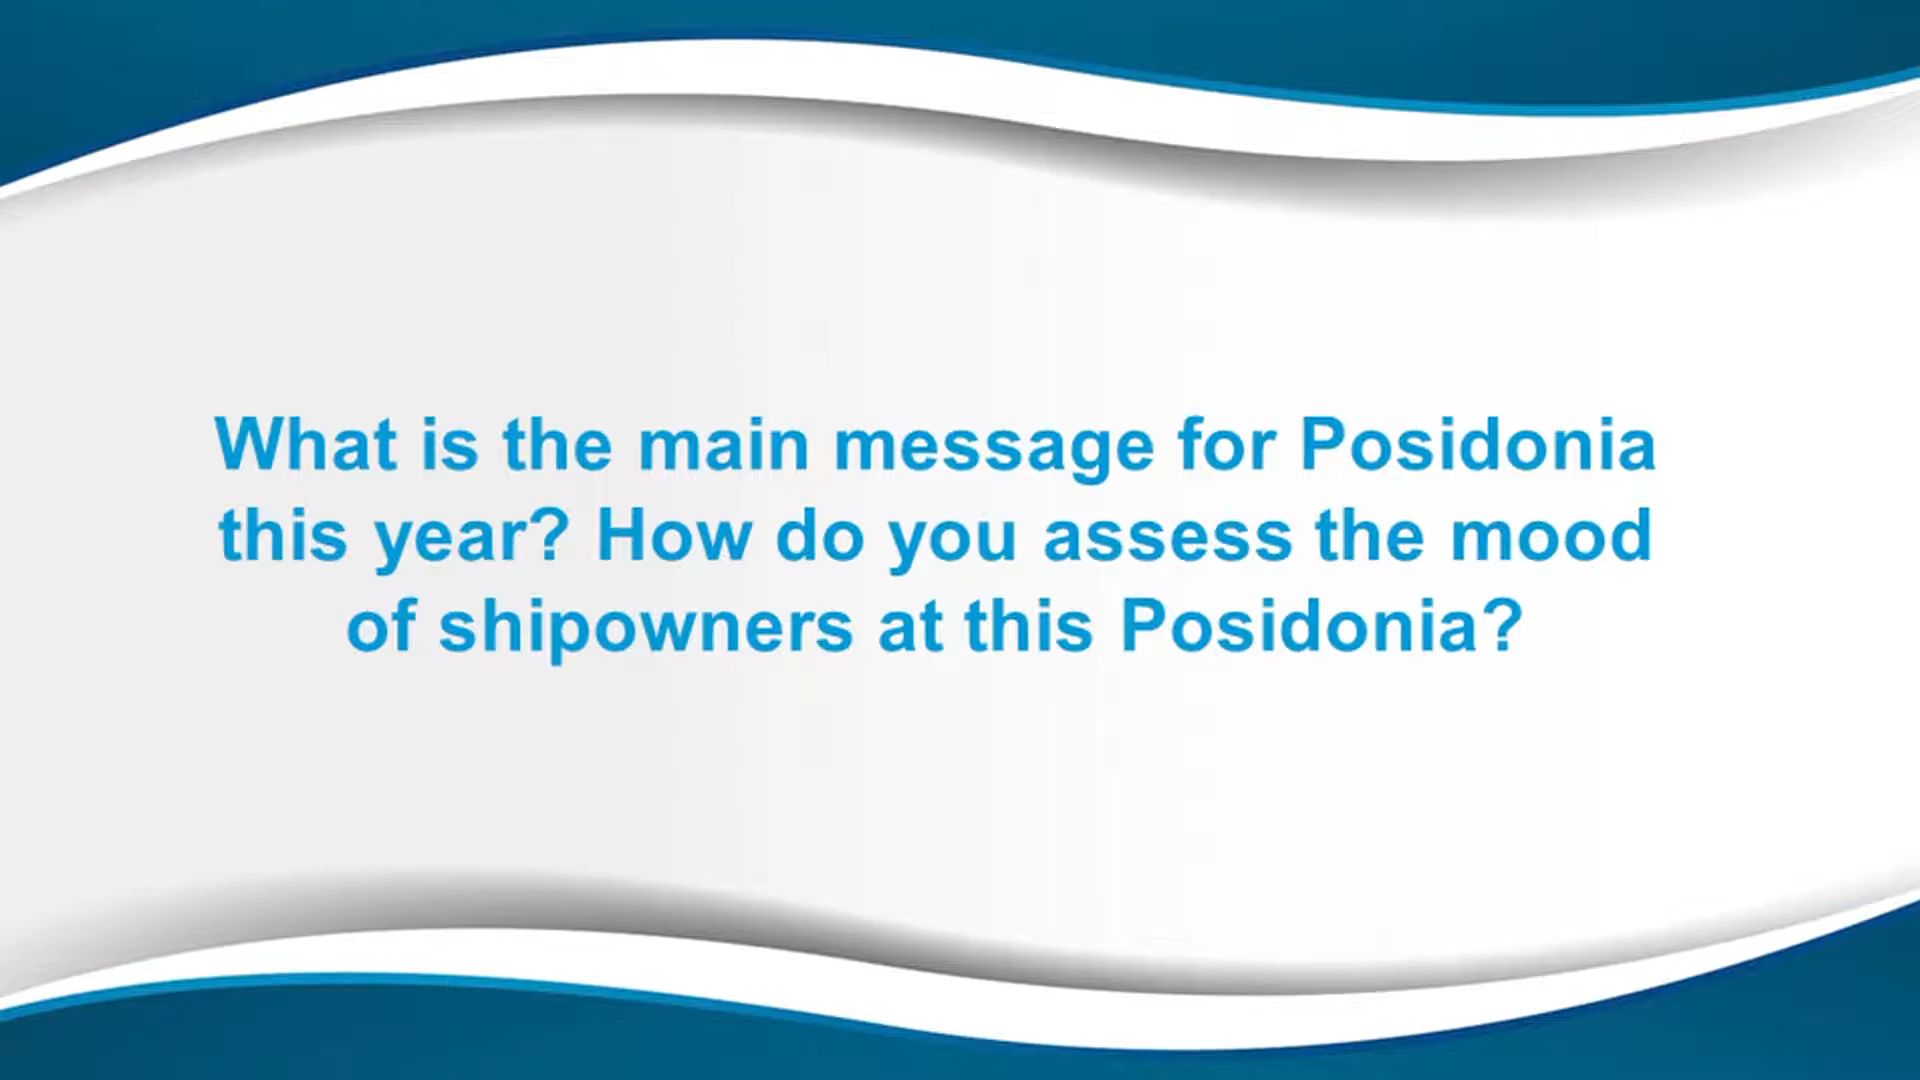 What is the main message for Posidonia
this year? How do you assess the mood
of shipowners at this Posidonia?